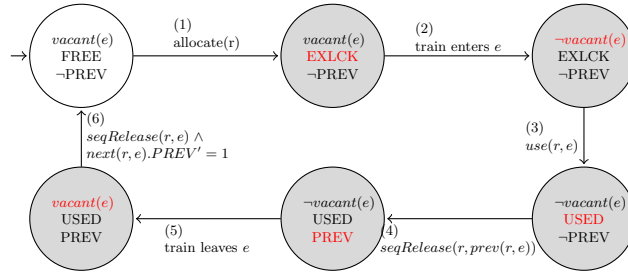 vacant(e)
FREE
¬PREV
(1)
allocate(r)
vacant(e)
EXLCK
¬PREV
(2)
train enters e
¬vacant(e)
EXLCK
¬PREV
(3)
use(r, e)
¬vacant(e)
USED
¬PREV
(4)
seqRelease(r, prev(r, e))
¬vacant(e)
USED
PREV
(5)
train leaves e
vacant(e)
USED
PREV
(6)
seqRelease(r, e) ∧
next(r, e).PREV′ = 1